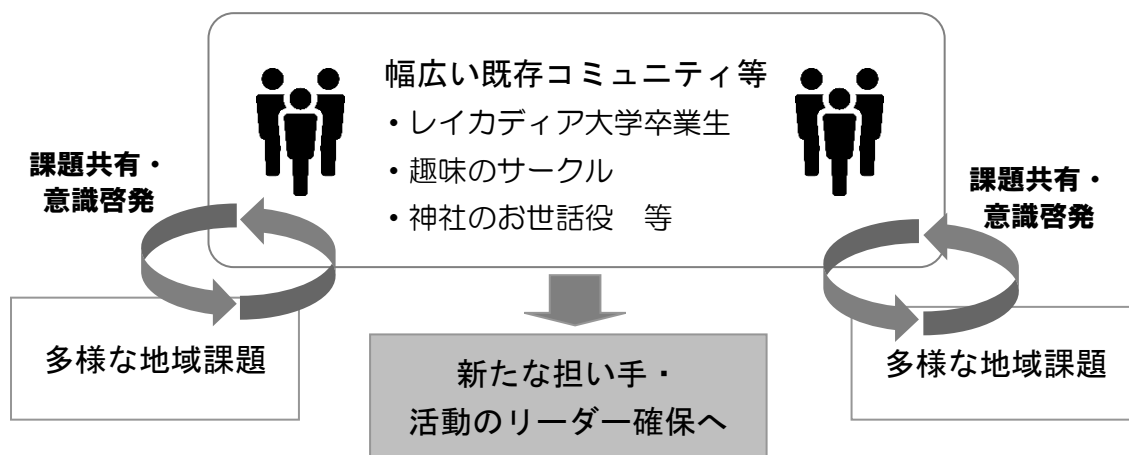 幅広い既存コミュニティ等
・レイカディア大学卒業生
・趣味のサークル
・神社のお世話役　等
課題共有・
意識啓発
課題共有・
意識啓発
多様な地域課題
新たな担い手・
活動のリーダー確保へ
多様な地域課題